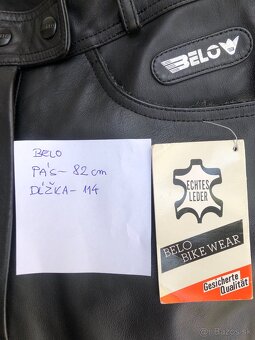 BELO
BELO
PÁS- 82 cm
DĹŽKA- 114
ECHTES
LEDER
BELO
BIKE WEAR
Gesicherte
Qualität